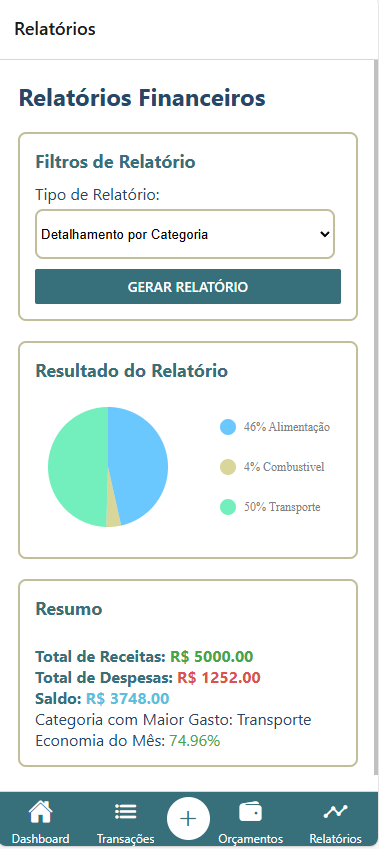 Relatórios
Relatórios Financeiros
Filtros de Relatório
Tipo de Relatório:
Detalhamento por Categoria
GERAR RELATÓRIO
Resultado do Relatório
46% Alimentação
4% Combustivel
50% Transporte
Resumo
Total de Receitas: R$ 5000.00
Total de Despesas: R$ 1252.00
Saldo: R$ 3748.00
Categoria com Maior Gasto: Transporte
Economia do Mês: 74.96%
Dashboard Transações Orçamentos Relatórios